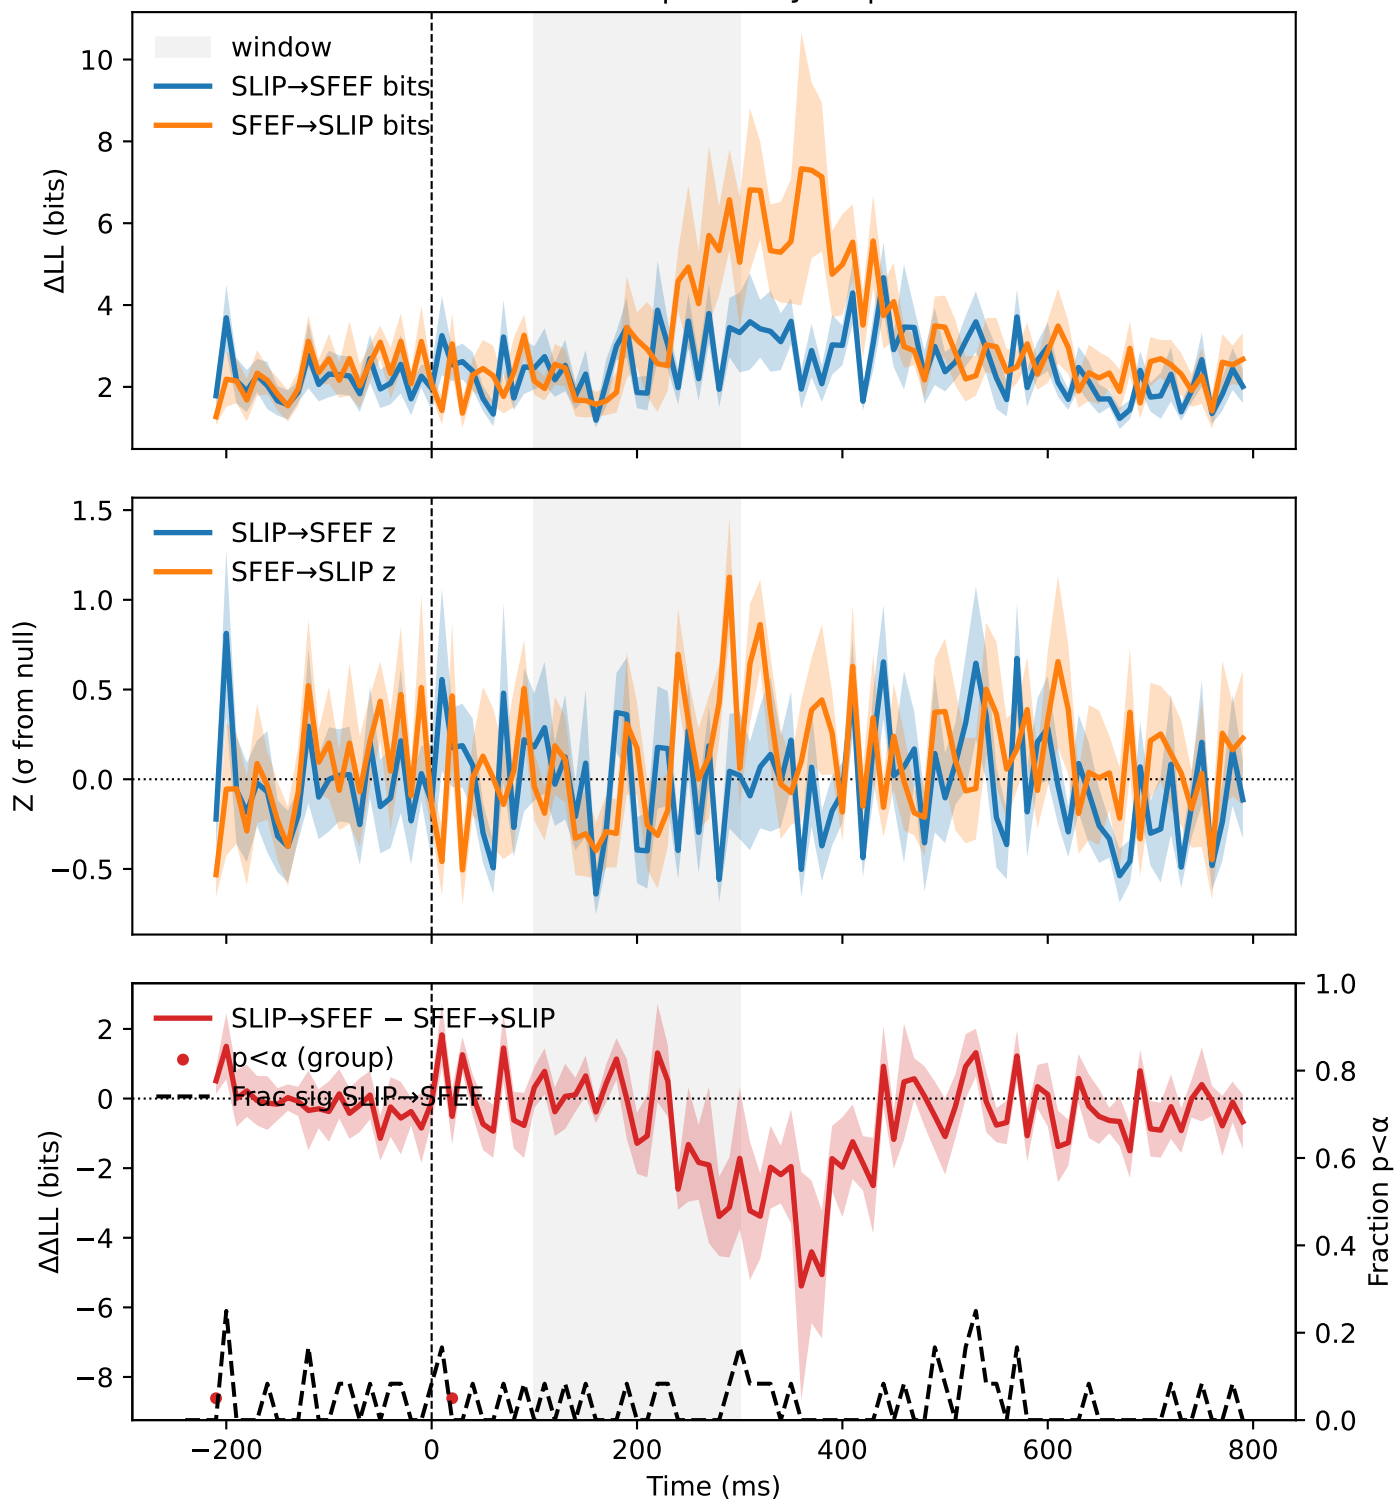 window
SLIP→SFEF bits
SFEF→SLIP bits
ΔLL (bits)
10
8
6
4
2
SLIP→SFEF z
SFEF→SLIP z
Z (σ from null)
1.5
1.0
0.5
0.0
−0.5
SLIP→SFEF − SFEF→SLIP
p<α (group)
Frac sig SLIP→SFEF
ΔΔLL (bits)
2
0
−2
−4
−6
−8
1.0
0.8
0.6
0.4
0.2
0.0
Fraction p<α
−200
0
200
400
600
800
Time (ms)